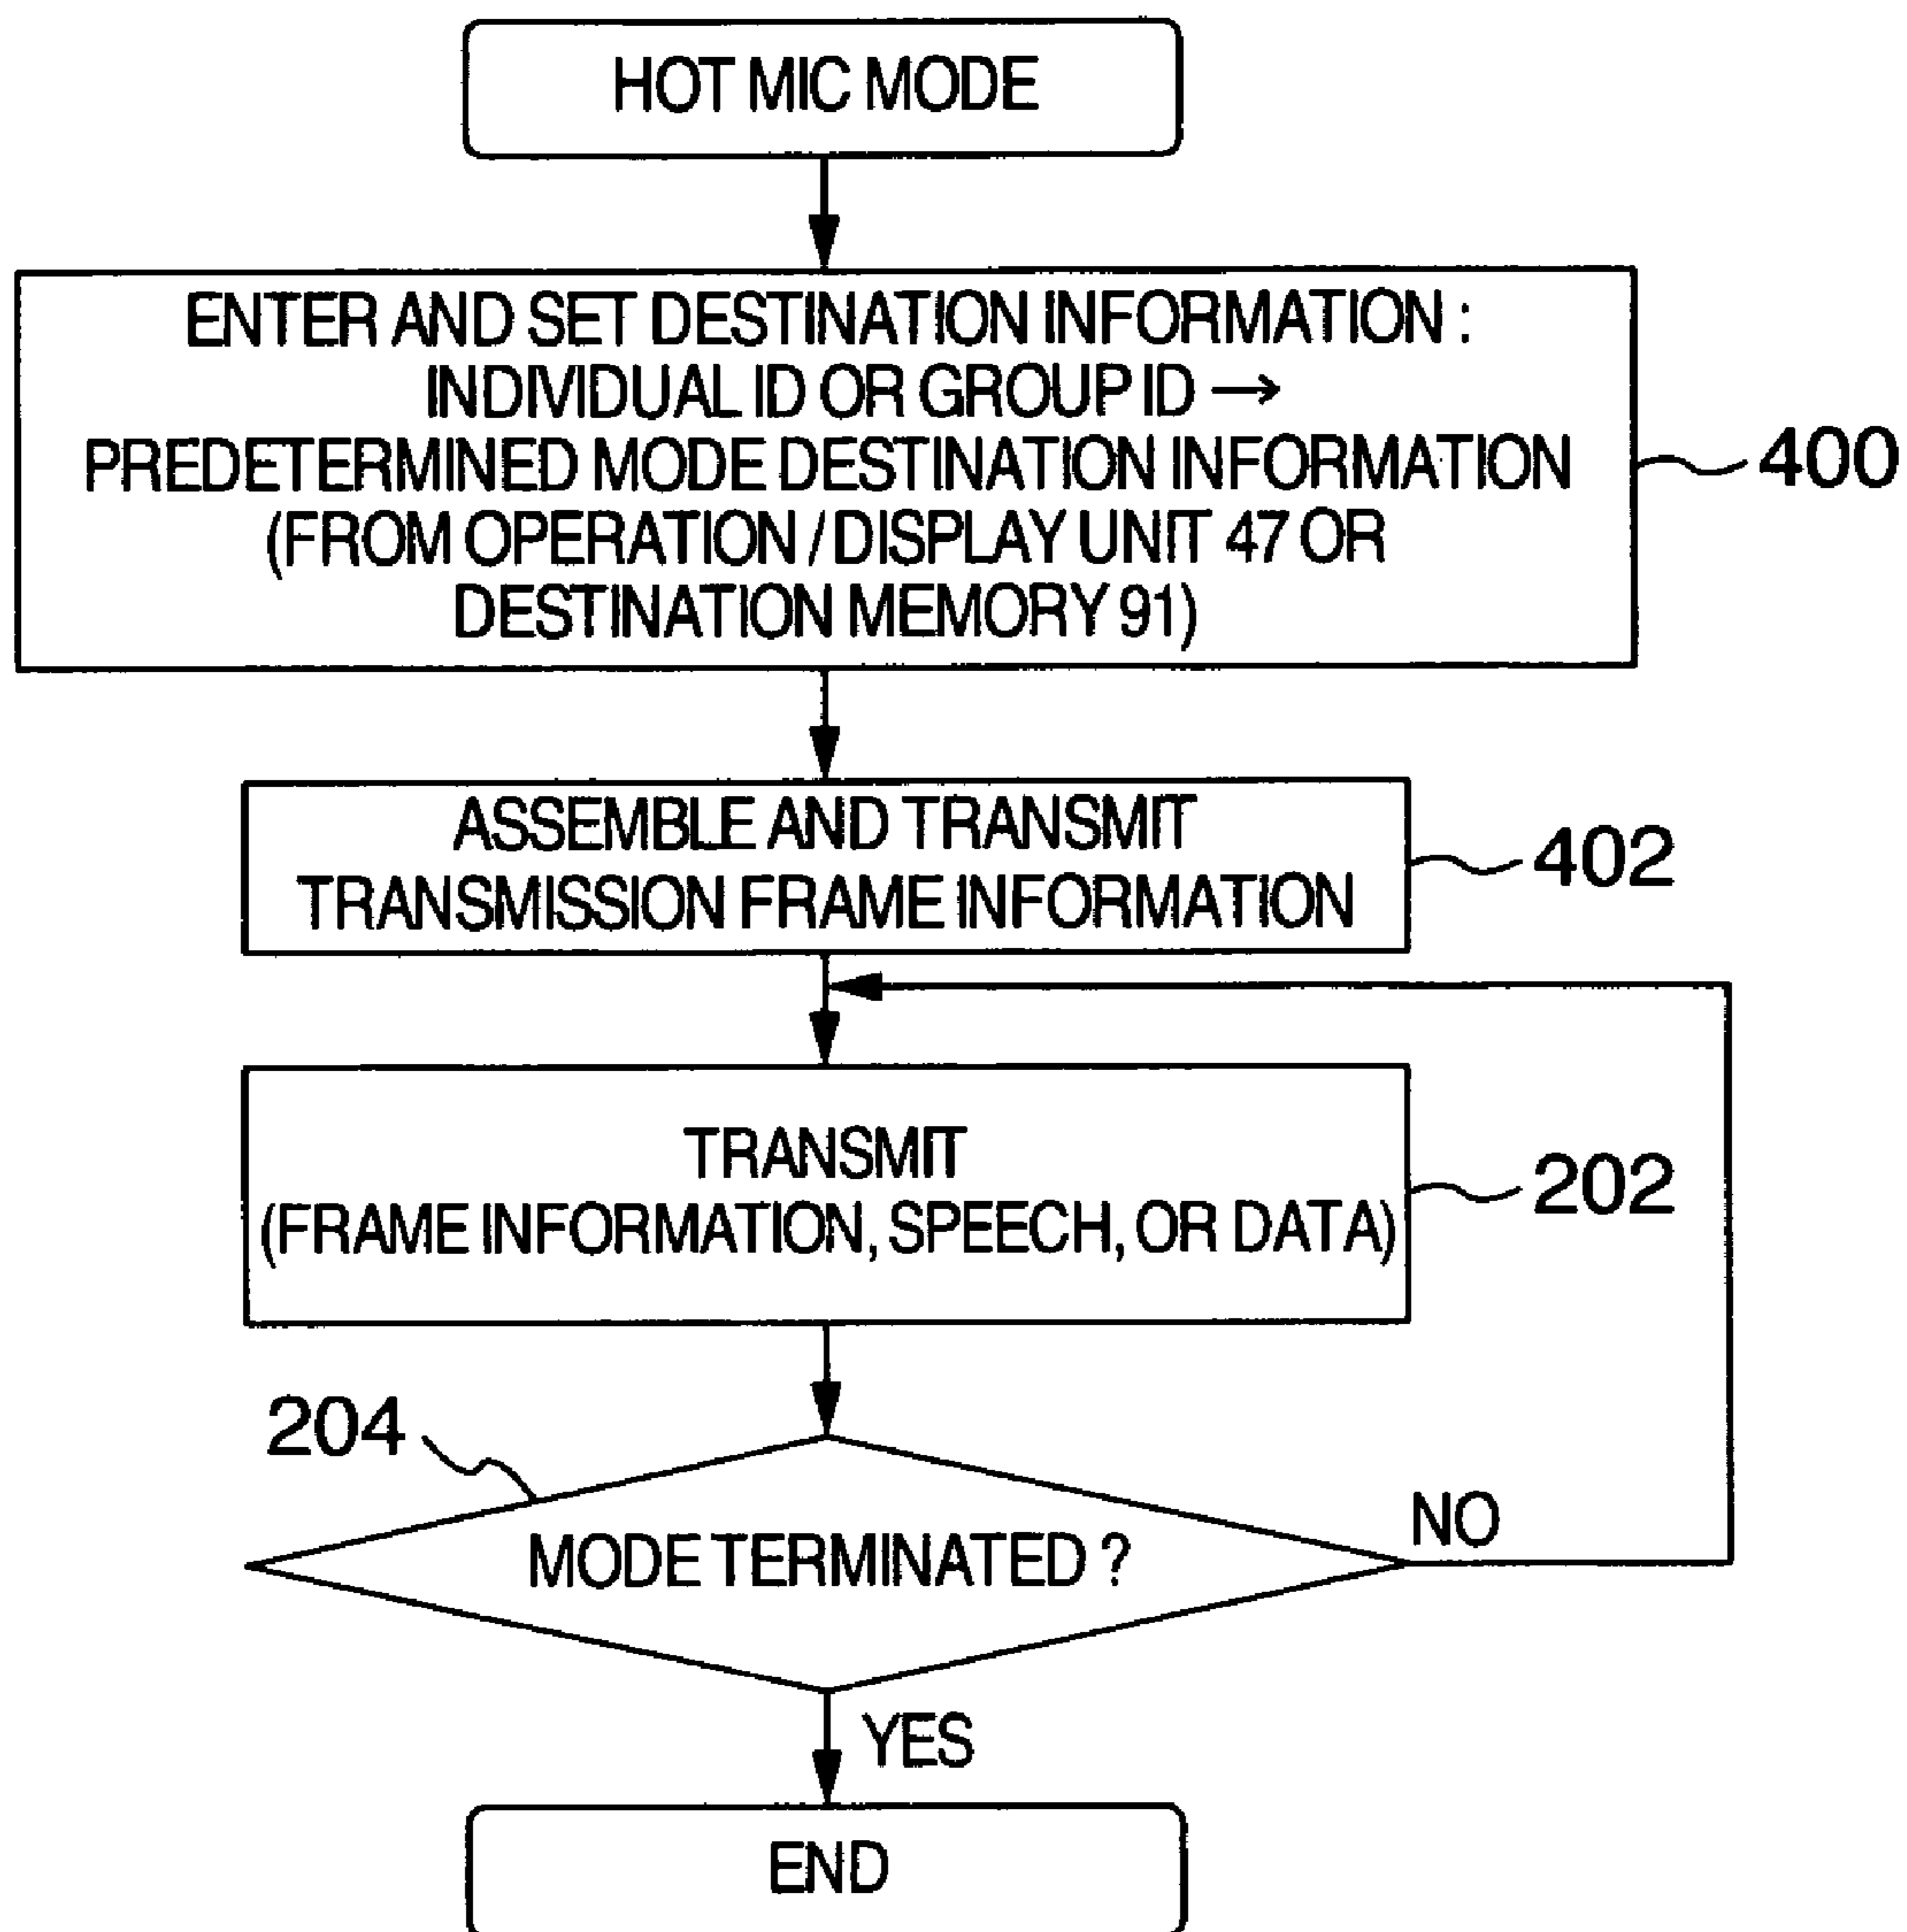 HOT MIC MODE
ENTER AND SET DESTINATION INFORMATION :
INDIVIDUAL ID OR GROUP ID →
PREDETERMINED MODE DESTINATION INFORMATION
(FROM OPERATION / DISPLAY UNIT 47 OR
DESTINATION MEMORY 91)
400
ASSEMBLE AND TRANSMIT
TRANSMISSION FRAME INFORMATION
402
TRANSMIT
(FRAME INFORMATION, SPEECH, OR DATA)
202
204
MODE TERMINATED ?
NO
YES
END